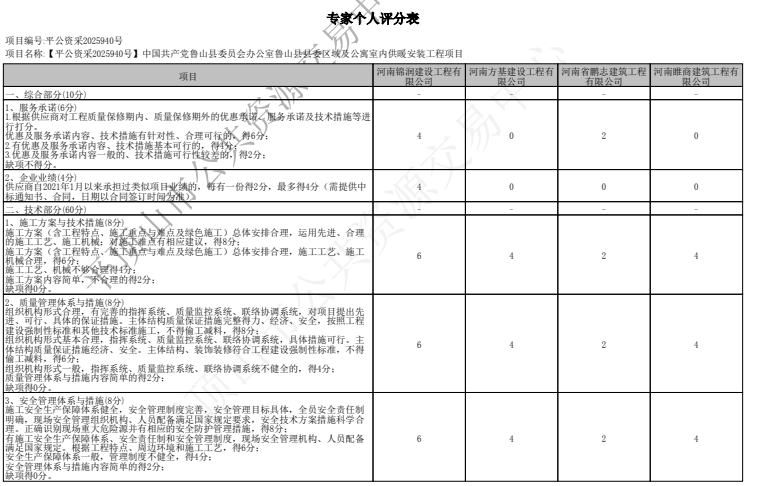 专家个人评分表
项目编号:平公资采2025940号
项目名称:【平公资采2025940号】中国共产党鲁山县委员会办公室鲁山县县委区域及公寓室内供暖安装工程项目
项目 河南锦润建设工程有限公司 河南方基建设工程有限公司 河南省鹏志建筑工程有限公司 河南睢商建筑工程有限公司
一、综合部分(10分) - - - -
1、服务承诺(6分)
1.根据供应商对工程质量保修期内、质量保修期外的优惠承诺、服务承诺及技术措施等进
行打分。
优惠及服务承诺内容、技术措施有针对性、合理可行的，得6分；
2.有优惠及服务承诺内容、技术措施基本可行的，得4分；
3.优惠及服务承诺内容一般的、技术措施可行性较差的，得2分；
缺项不得分。
4 0 2 0
2、企业业绩(4分)
供应商自2021年1月以来承担过类似项目业绩的，每有一份得2分，最多得4分（需提供中
标通知书、合同，日期以合同签订时间为准）
4 0 0 0
二、技术部分(60分) - - - -
1、施工方案与技术措施(8分)
施工方案（含工程特点、施工重点与难点及绿色施工）总体安排合理，运用先进、合理
的施工工艺、施工机械；对施工难点有相应建议，得8分；
施工方案（含工程特点、施工重点与难点及绿色施工）总体安排合理，施工工艺、施工
机械合理，得6分；
施工工艺、机械不够合理得4分；
施工方案内容简单，不合理的得2分；
缺项得0分。
6 4 2 4
2、质量管理体系与措施(8分)
组织机构形式合理，有完善的指挥系统、质量监控系统、联络协调系统，对项目提出先
进、可行、具体的保证措施。主体结构质量保证措施完整得力、经济、安全，按照工程
建设强制性标准和其他技术标准施工，不得偷工减料，得8分；
组织机构形式基本合理，指挥系统、质量监控系统、联络协调系统，具体措施可行。主
体结构质量保证措施经济、安全。主体结构、装饰装修符合工程建设强制性标准，不得
偷工减料，得6分；
组织机构形式一般，指挥系统、质量监控系统、联络协调系统不健全的，得4分；
质量管理体系与措施内容简单的得2分；
缺项得0分。
6 4 2 4
3、安全管理体系与措施(8分)
施工安全生产保障体系健全，安全管理制度完善，安全管理目标具体，全员安全责任制
明确，现场安全管理组织机构、人员配备满足国家规定要求，安全技术方案措施科学合
理。正确识别现场重大危险源并有相应的安全防护管理措施，得8分；
有施工安全生产保障体系、安全责任制和安全管理制度，现场安全管理机构、人员配备
满足国家规定。根据工程特点、周边环境和施工工艺，得6分；
安全生产保障体系一般，管理制度不健全，得4分；
安全管理体系与措施内容简单的得2分；
缺项得0分。
6 4 2 4